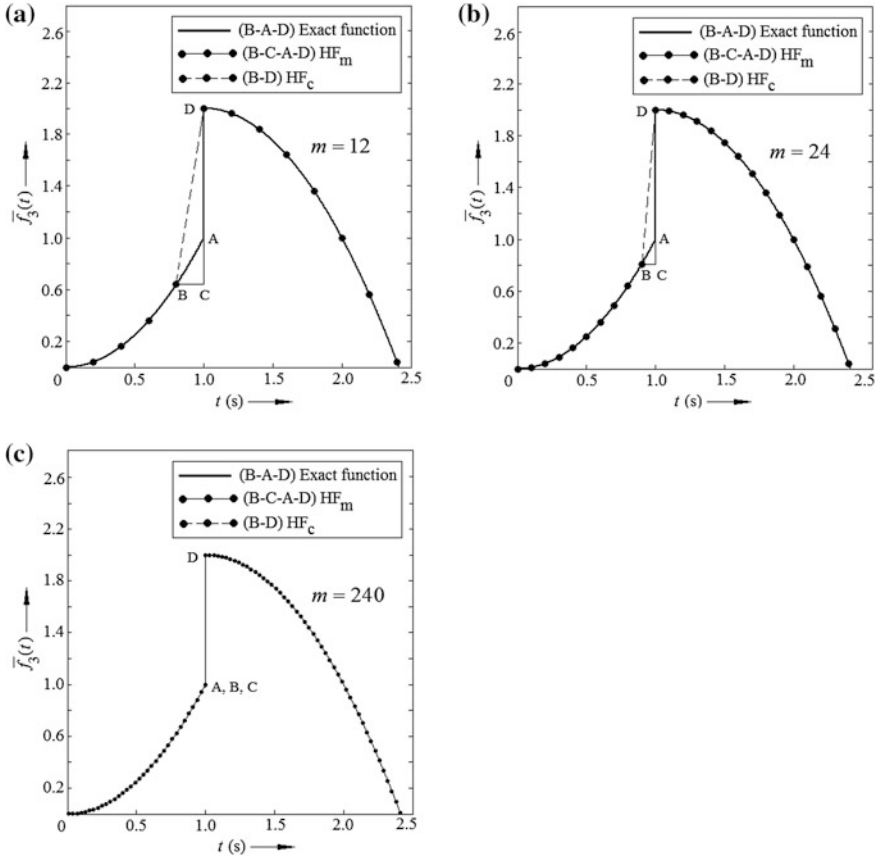 (a)
(B-A-D) Exact function
(B-C-A-D) HFm
(B-D) HFc
2.6
2.2
1.8
1.4
1.0
0.6
0.2
f̅3(t)
D
A
B
C
m = 12
0
0.5
1.0
1.5
2.0
2.5
t (s)
(b)
(B-A-D) Exact function
(B-C-A-D) HFm
(B-D) HFc
2.6
2.2
1.8
1.4
1.0
0.6
0.2
f̅3(t)
D
A
B
C
m = 24
0
0.5
1.0
1.5
2.0
2.5
t (s)
(c)
(B-A-D) Exact function
(B-C-A-D) HFm
(B-D) HFc
2.6
2.2
1.8
1.4
1.0
0.6
0.2
f̅3(t)
D
A, B, C
m = 240
0
0.5
1.0
1.5
2.0
2.5
t (s)